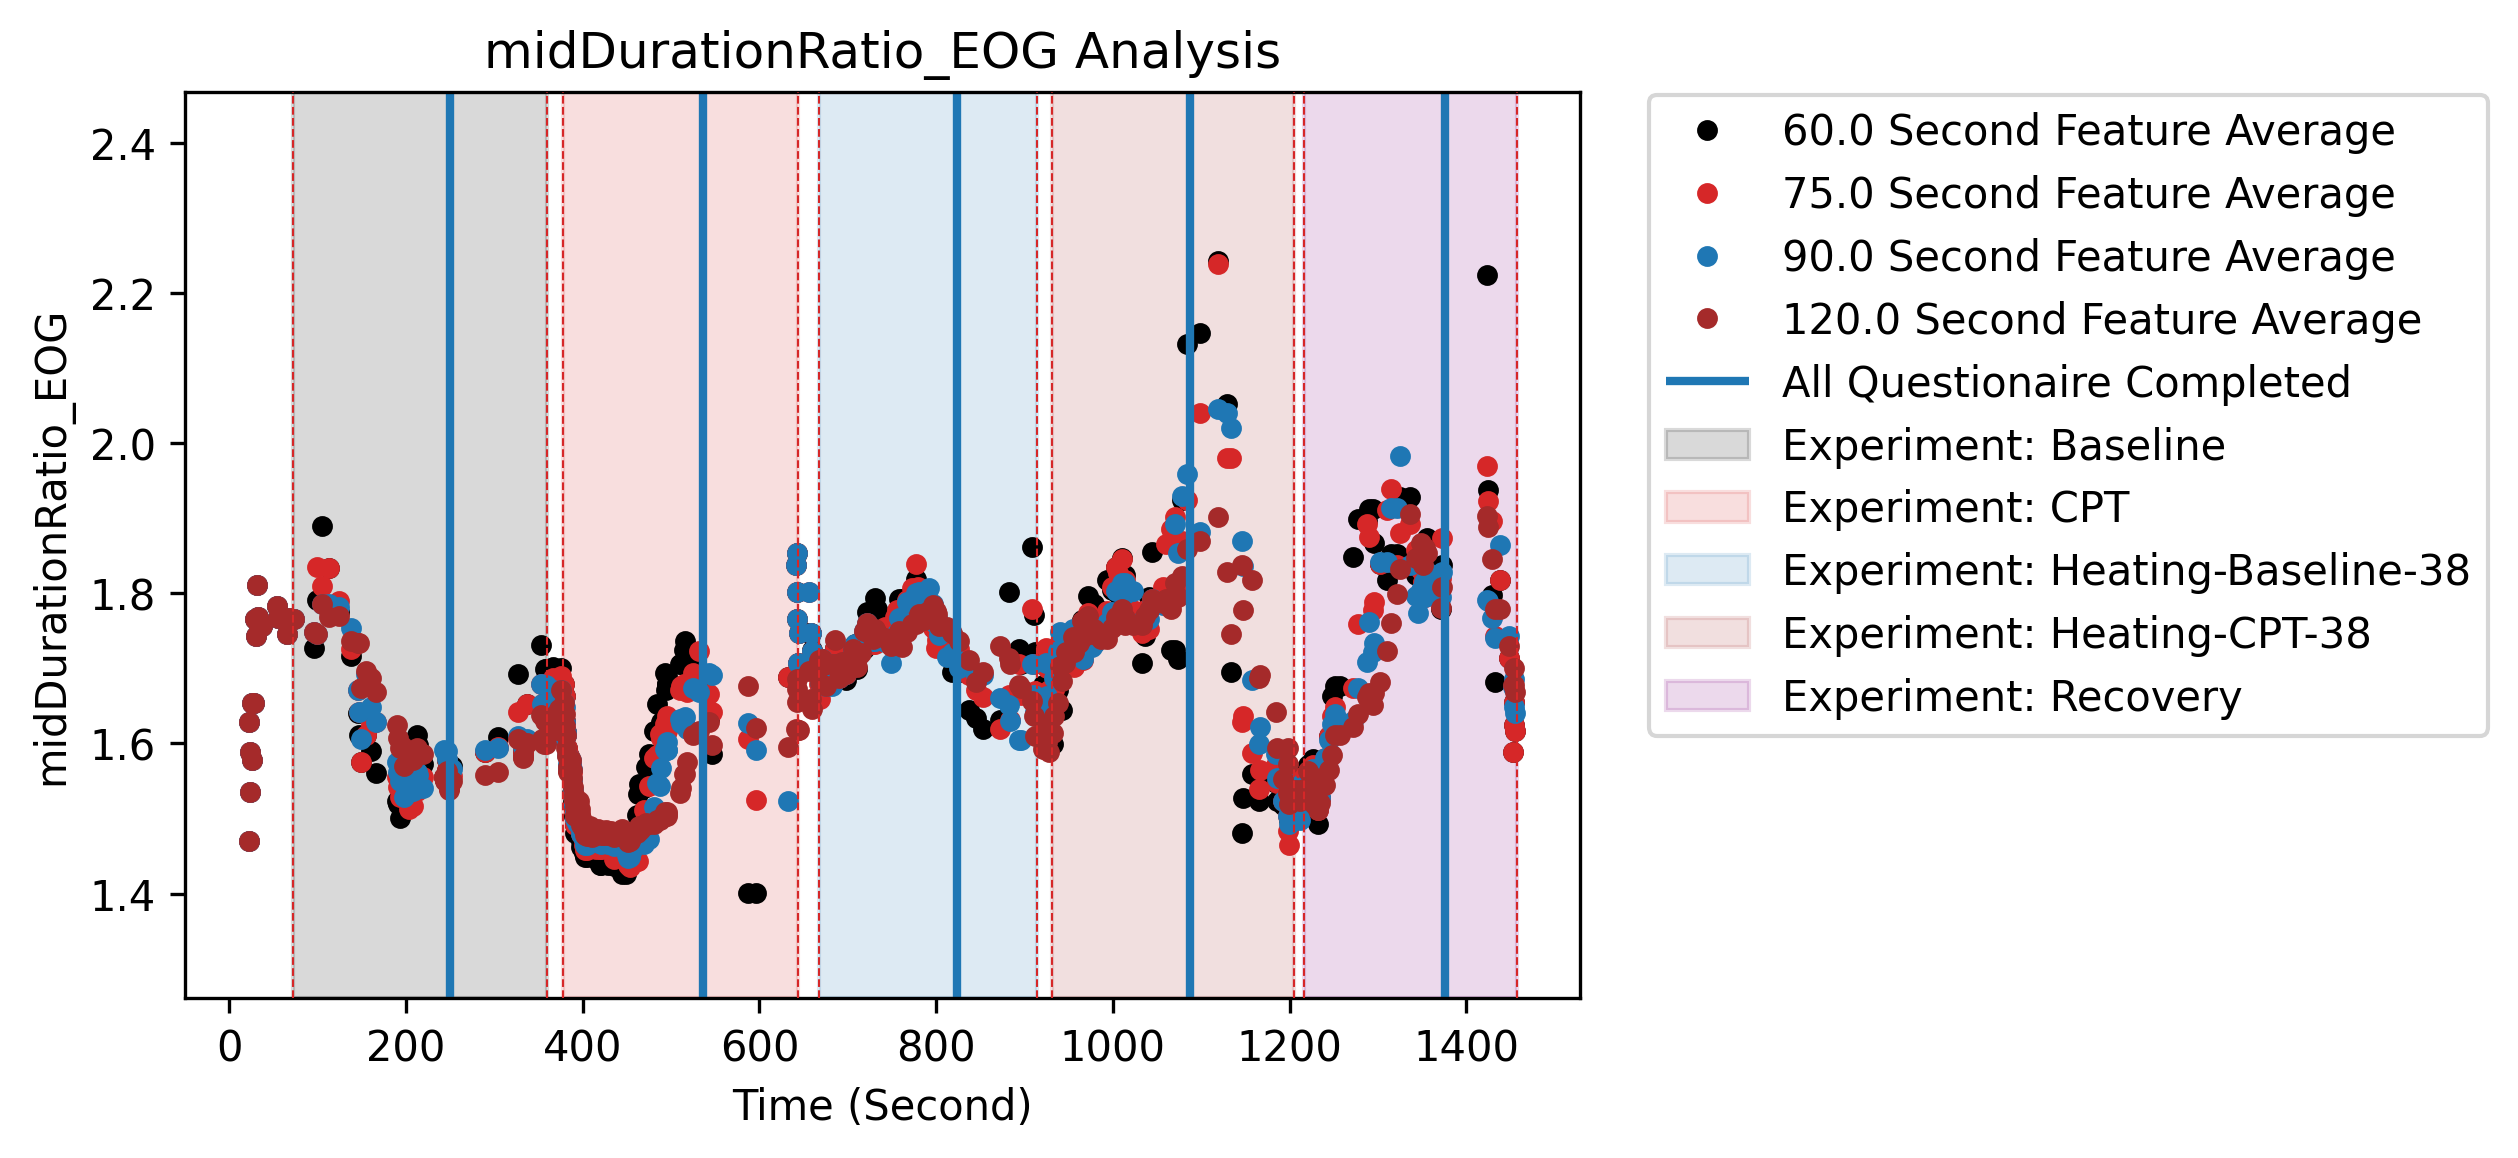 midDurationRatio_EOG Analysis
midDurationRatio_EOG
2.4
2.2
2.0
1.8
1.6
1.4
0 200 400 600 800 1000 1200 1400
Time (Second)
60.0 Second Feature Average
75.0 Second Feature Average
90.0 Second Feature Average
120.0 Second Feature Average
All Questionaire Completed
Experiment: Baseline
Experiment: CPT
Experiment: Heating-Baseline-38
Experiment: Heating-CPT-38
Experiment: Recovery